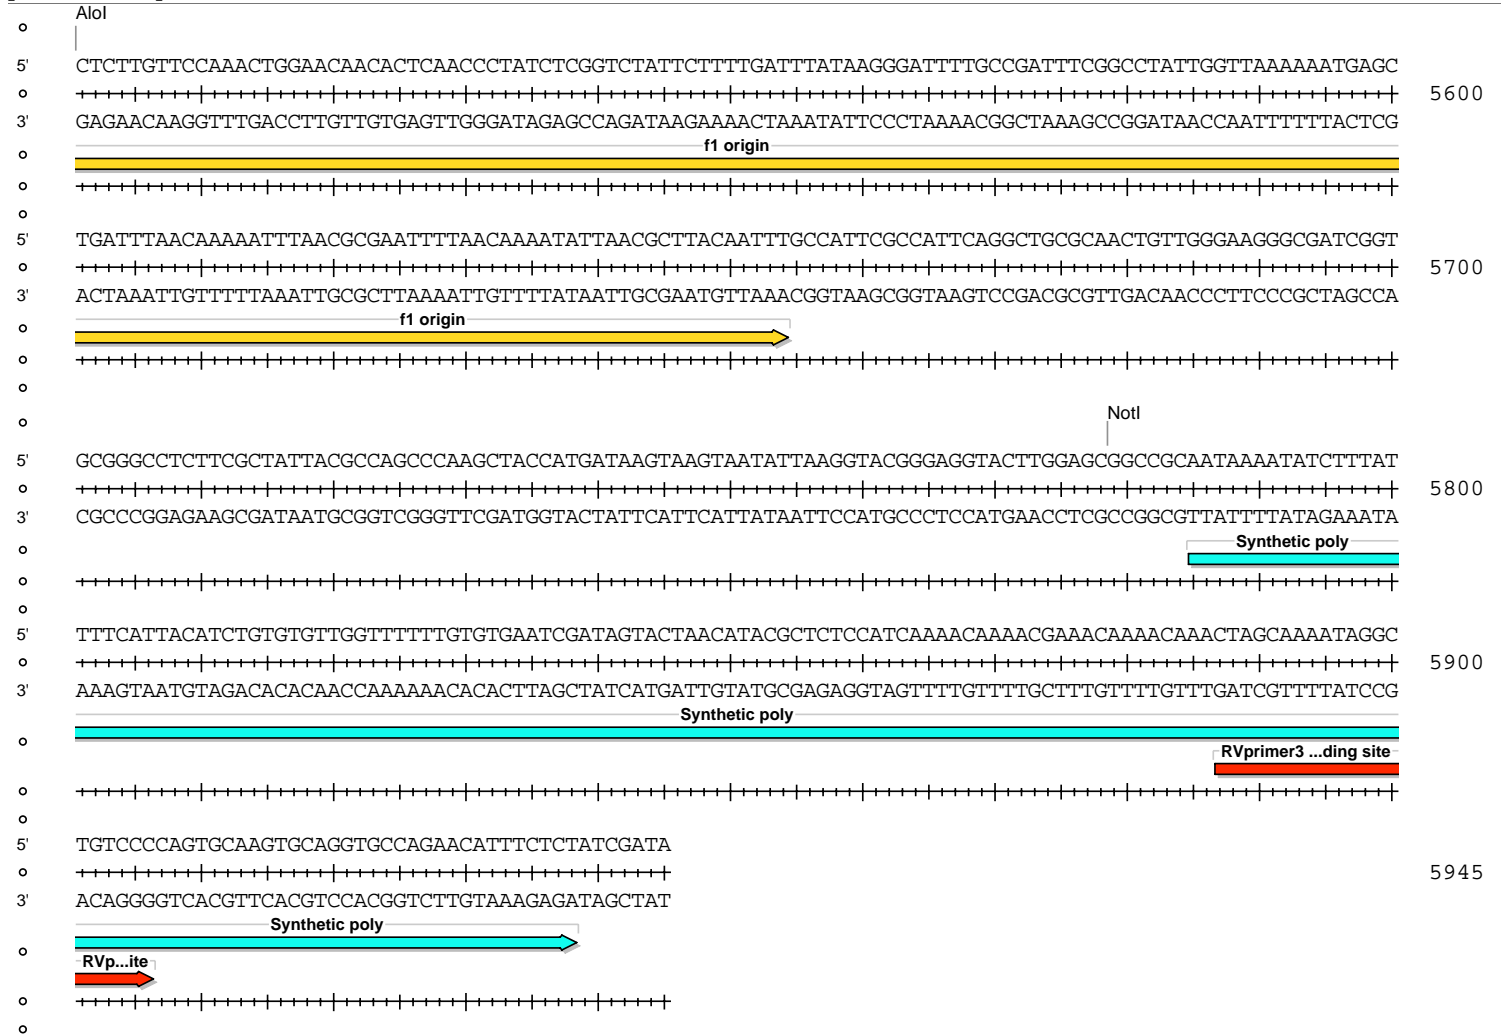 AloI
5' CTCTTGTTCCAAACTGGAACAACACTCAACCCTATCTCGGTCTATTCTTTTGATTTATAAGGGATTTTGCCGATTTCGGCCTATTGGTTAAAAAATGAGC
5600
3' GAGAACAAGGTTTGACCTTGTTGTGAGTTGGGATAGAGCCAGATAAGAAAACTAAATATTCCCTAAAACGGCTAAAGCCGGATAACCAATTTTTTACTCG
f1 origin
5' TGATTTAACAAAAATTTAACGCGAATTTTAACAAAATATTAACGCTTACAATTTGCCATTCGCCATTCAGGCTGCGCAACTGTTGGGAAGGGCGATCGGT
5700
3' ACTAAATTGTTTTTAAATTGCGCTTAAAATTGTTTTATAATTGCGAATGTTAAACGGTAAGCGGTAAGTCCGACGCGTTGACAACCCTTCCCGCTAGCCA
f1 origin
NotI
5' GCGGGCCTCTTCGCTATTACGCCAGCCCAAGCTACCATGATAAGTAAGTAATATTAAGGTACGGGAGGTACTTGGAGCGGCCGCAATAAAATATCTTTAT
5800
3' CGCCCGGAGAAGCGATAATGCGGTCGGGTTCGATGGTACTATTCATTCATTATAATTCCATGCCCTCCATGAACCTCGCCGGCGTTATTTTATAGAAATA
Synthetic poly
5' TTTCATTACATCTGTGTGTTGGTTTTTTGTGTGAATCGATAGTACTAACATACGCTCTCCATCAAAACAAAACGAAACAAAACAAACTAGCAAAATAGGC
5900
3' AAAGTAATGTAGACACACAACCAAAAAACACACTTAGCTATCATGATTGTATGCGAGAGGTAGTTTTGTTTTGCTTTGTTTTGTTTGATCGTTTTATCCG
Synthetic poly
RVprimer3 ...ding site
5' TGTCCCCAGTGCAAGTGCAGGTGCCAGAACATTTCTCTATCGATA
5945
3' ACAGGGGTCACGTTCACGTCCACGGTCTTGTAAAGAGATAGCTAT
Synthetic poly
RVp...ite